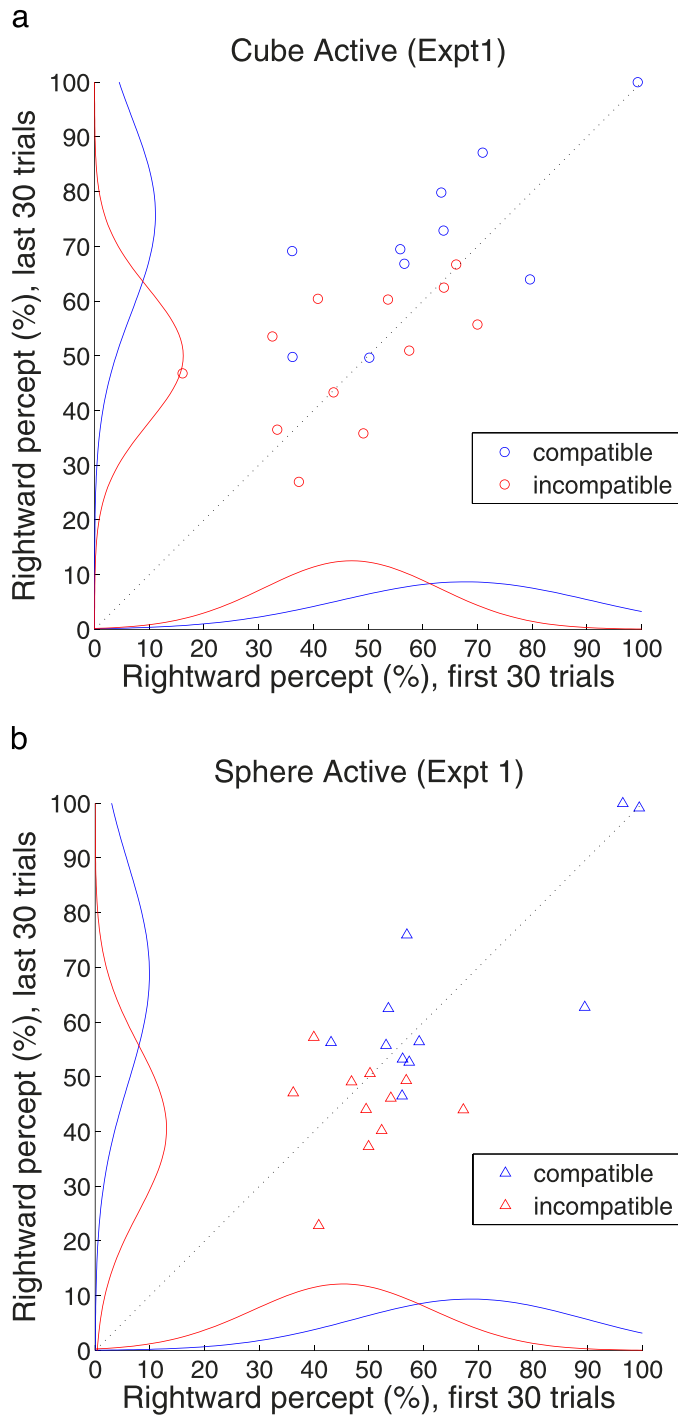 a
Cube Active (Expt1)
Rightward percept (%), last 30 trials
100
90
80
70
60
50
40
30
20
10
0
compatible
incompatible
0 10 20 30 40 50 60 70 80 90 100
Rightward percept (%), first 30 trials
b
Sphere Active (Expt 1)
Rightward percept (%), last 30 trials
100
90
80
70
60
50
40
30
20
10
0
compatible
incompatible
0 10 20 30 40 50 60 70 80 90 100
Rightward percept (%), first 30 trials